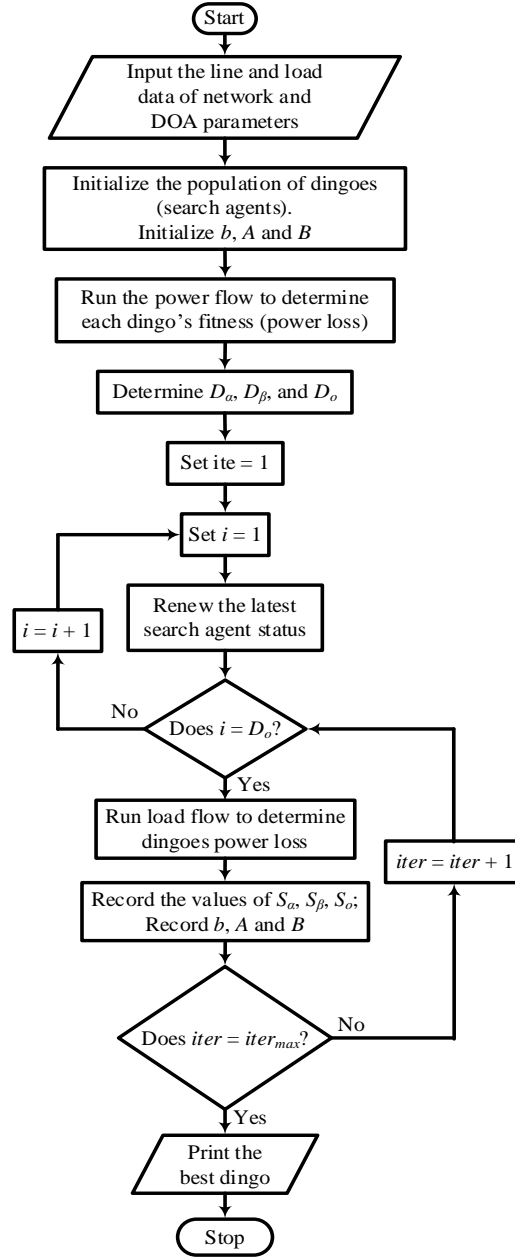 Start
Input the line and load
data of network and
DOA parameters
Initialize the population of dingoes
(search agents).
Initialize b, A and B
Run the power flow to determine
each dingo's fitness (power loss)
Determine Dα, Dβ, and Do
Set ite = 1
Set i = 1
Renew the latest
search agent status
i = i + 1
No
Does i = Do?
Yes
Run load flow to determine
dingoes power loss
iter = iter + 1
Record the values of Sα, Sβ, So;
Record b, A and B
Does iter = itermax?
No
Yes
Print the
best dingo
Stop